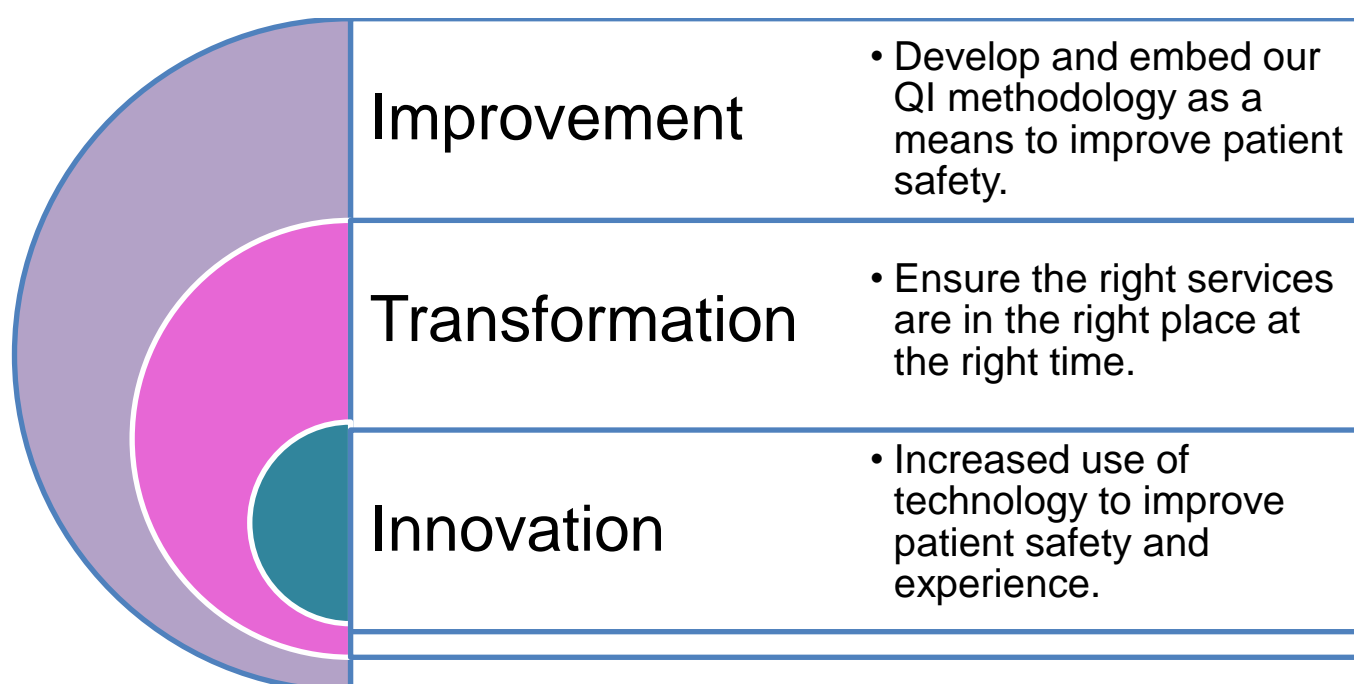 Improvement
• Develop and embed our
QI methodology as a
means to improve patient
safety.
Transformation
• Ensure the right services
are in the right place at
the right time.
Innovation
• Increased use of
technology to improve
patient safety and
experience.